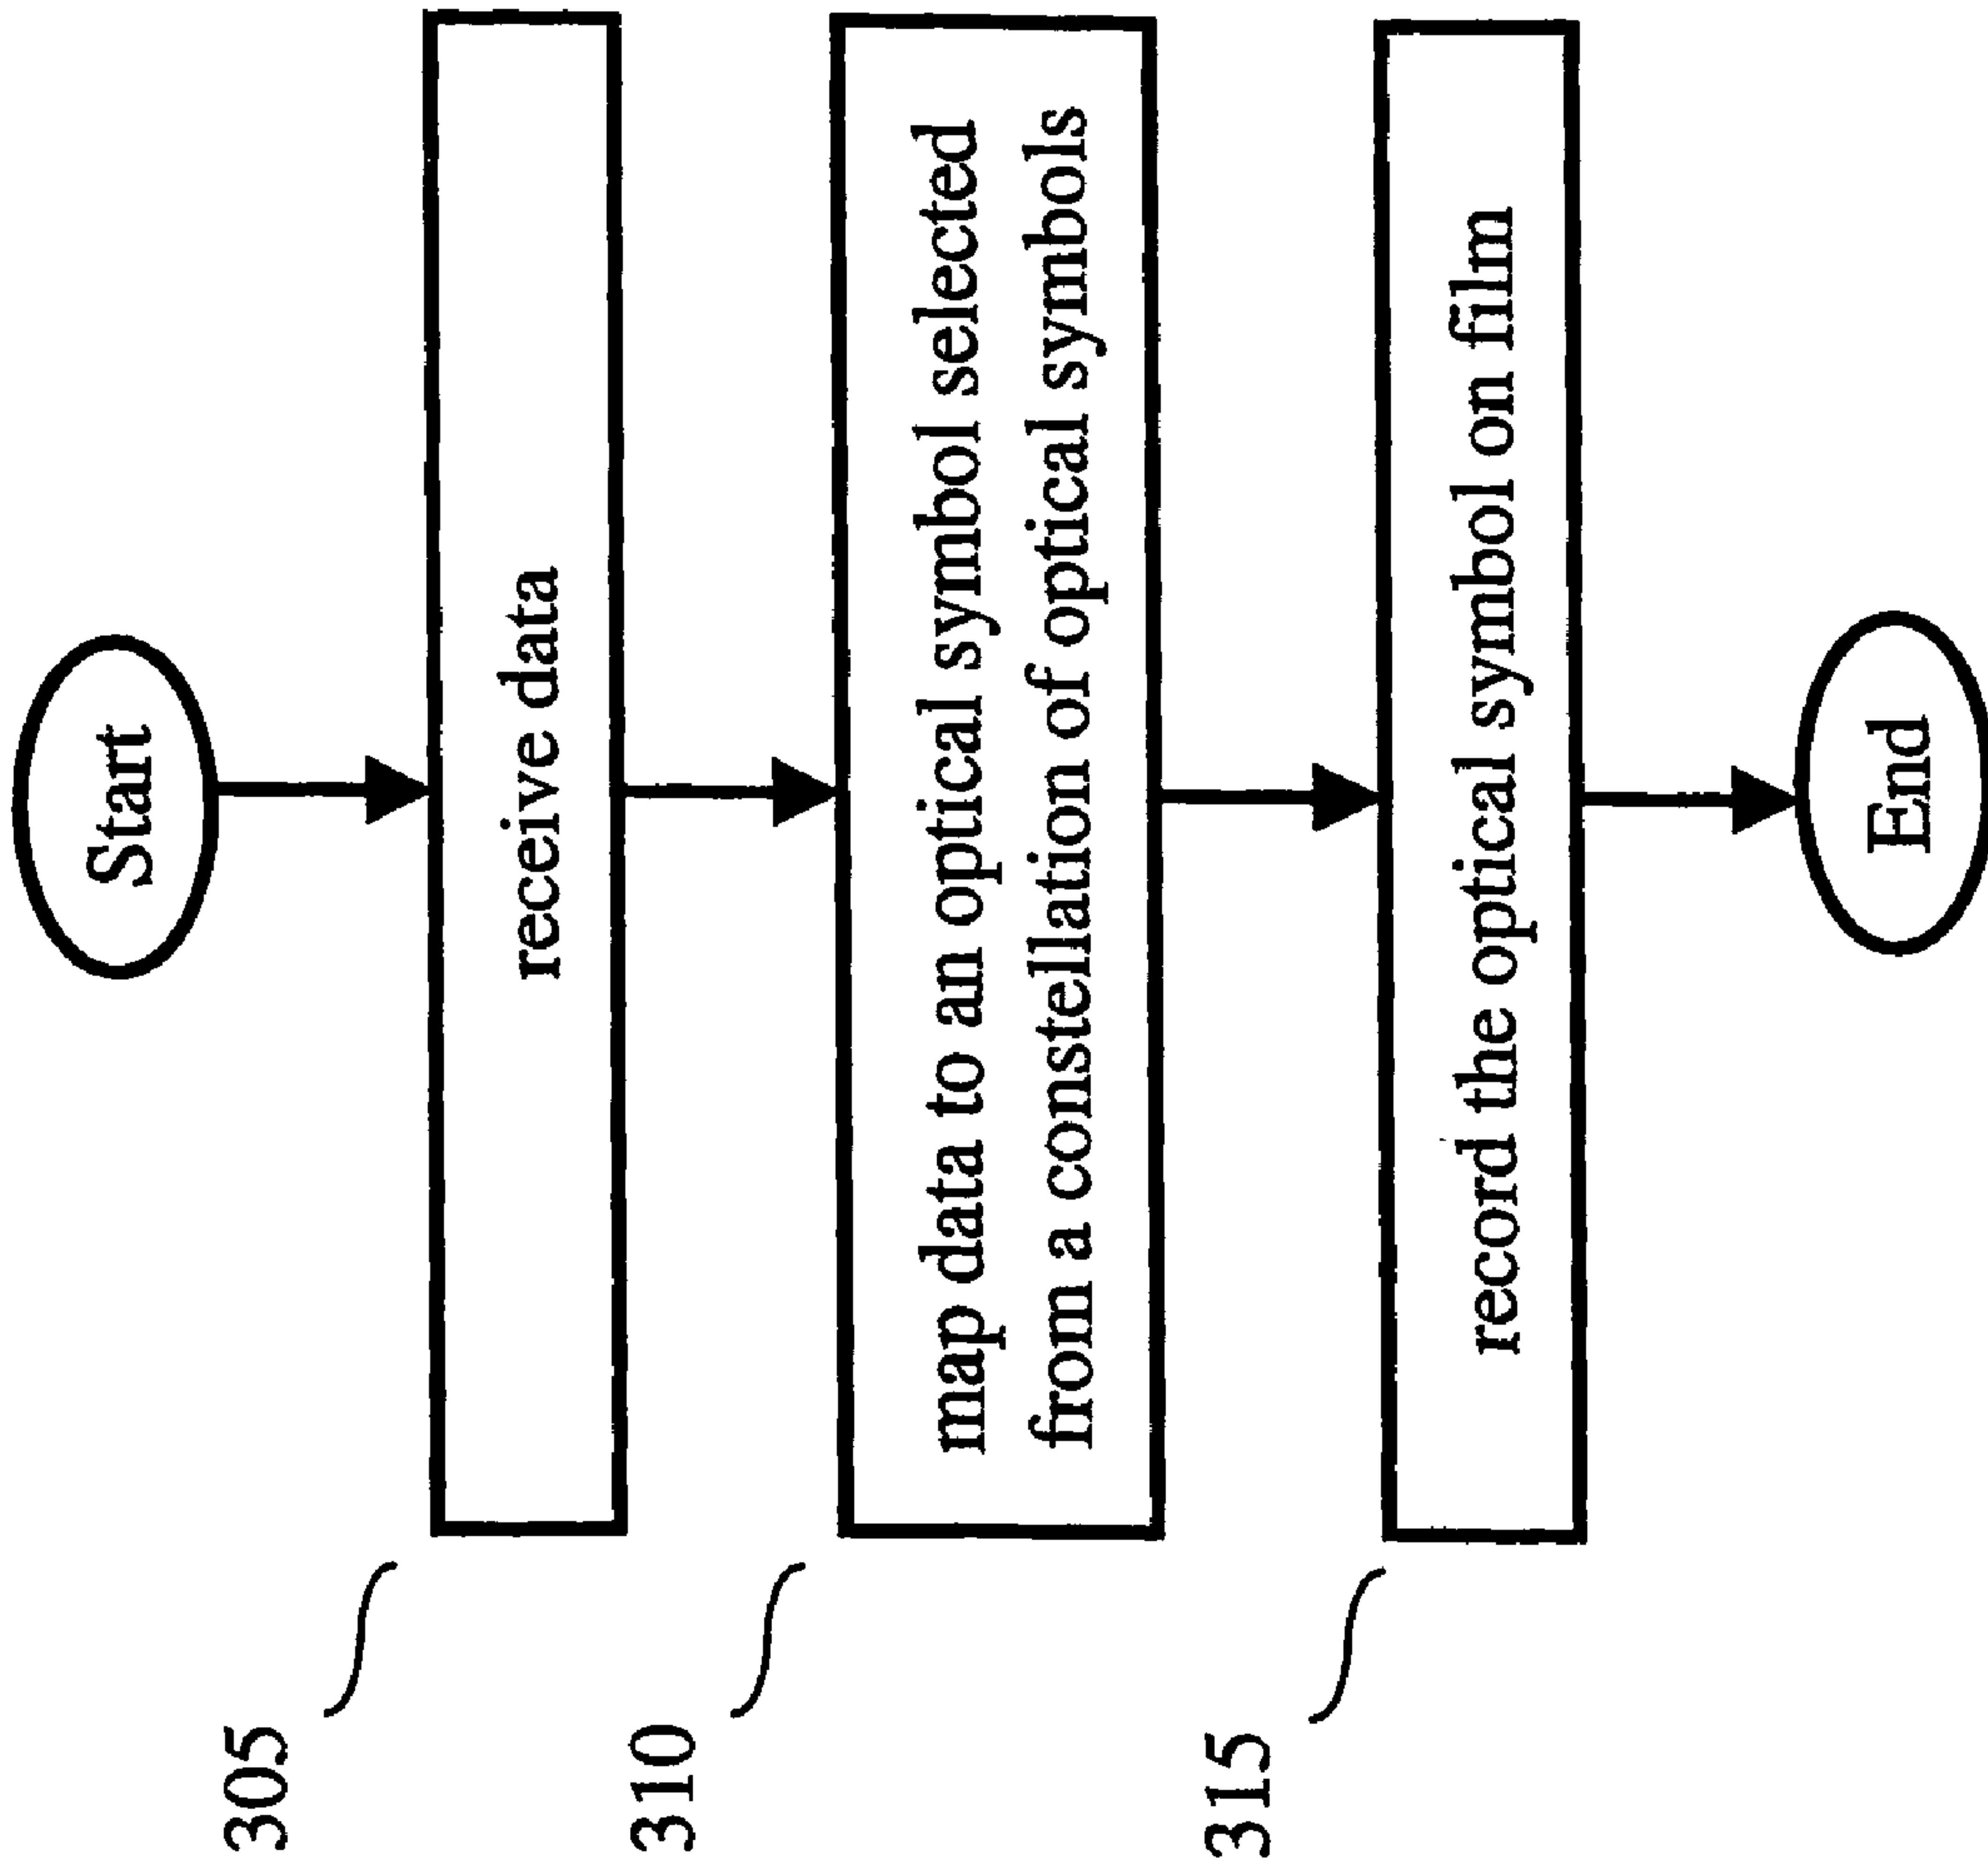 Start
305
receive data
310
map data to an optical symbol selected
from a constellation of optical symbols
315
record the optical symbol on film
End